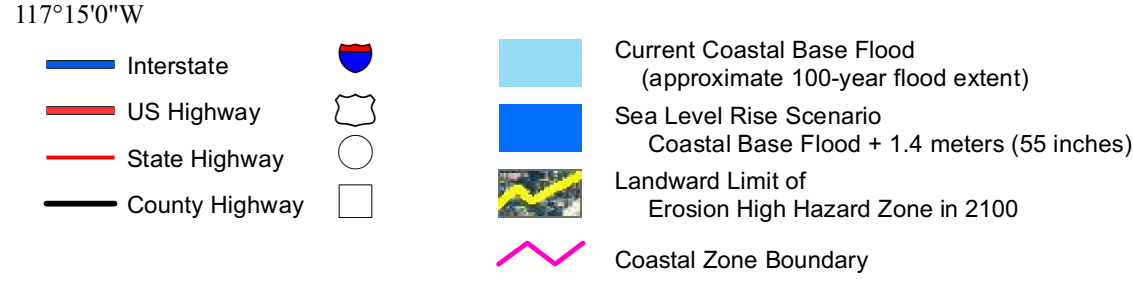 117°15'0"W
Interstate
US Highway
State Highway
County Highway
Current Coastal Base Flood
(approximate 100-year flood extent)
Sea Level Rise Scenario
Coastal Base Flood + 1.4 meters (55 inches)
Landward Limit of
Erosion High Hazard Zone in 2100
Coastal Zone Boundary